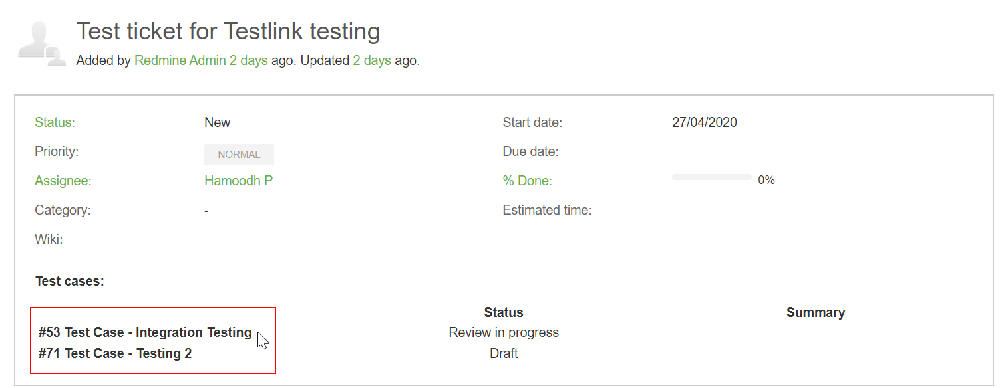 Test ticket for Testlink testing
Added by Redmine Admin 2 days ago. Updated 2 days ago.
Status: New Start date: 27/04/2020
Priority: NORMAL Due date:
Assignee: Hamoodh P % Done: 0%
Category: - Estimated time:
Wiki:
Test cases:
Status Summary
#53 Test Case - Integration Testing Review in progress
#71 Test Case - Testing 2 Draft